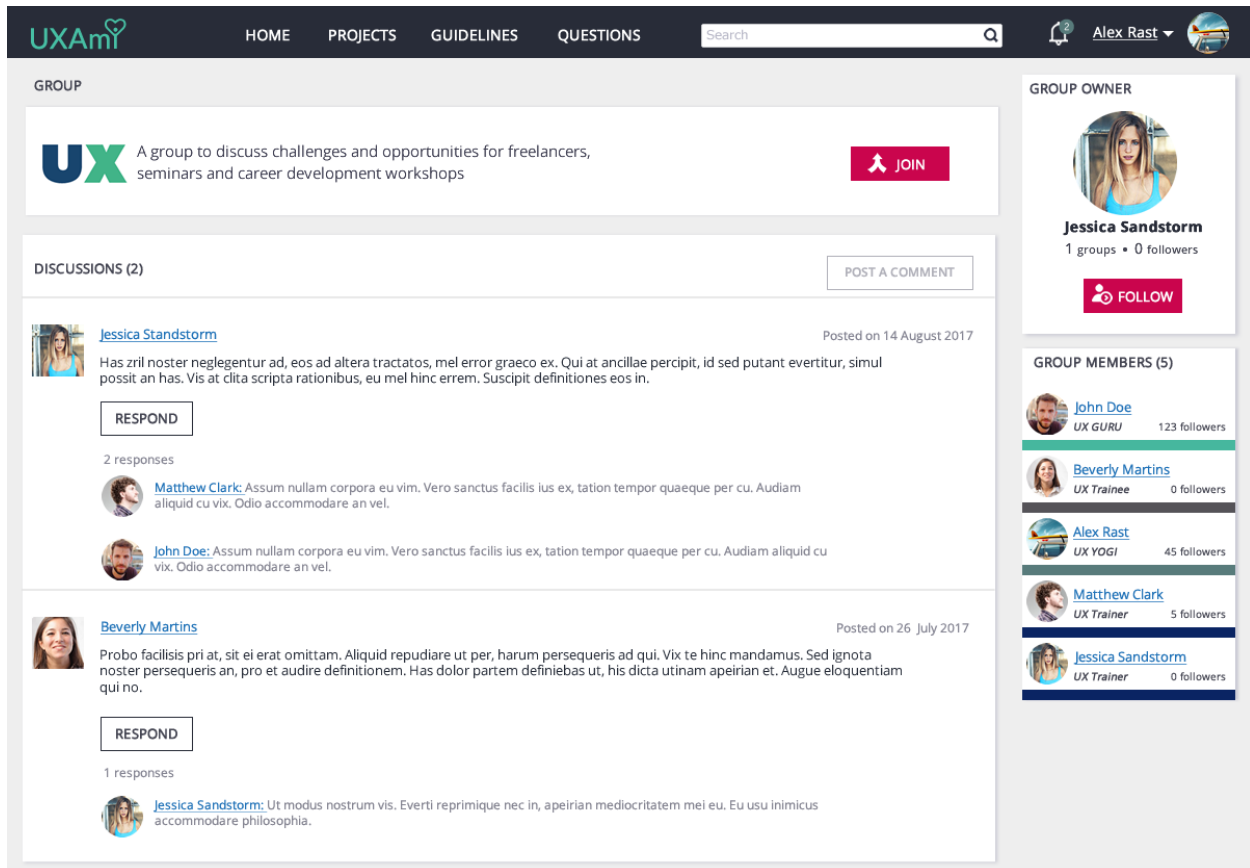 UXAmi
HOME
PROJECTS
GUIDELINES
QUESTIONS
Search
2
Alex Rast
GROUP
UX
A group to discuss challenges and opportunities for freelancers,
seminars and career development workshops
JOIN
DISCUSSIONS (2)
POST A COMMENT
Jessica Standstorm
Posted on 14 August 2017
Has zril noster neglegentur ad, eos ad altera tractatos, mel error graeco ex. Qui at ancillae percipit, id sed putant evertitur, simul
possit an has. Vis at clita scripta rationibus, eu mel hinc errem. Suscipit definitiones eos in.
RESPOND
2 responses
Matthew Clark: Assum nullam corpora eu vim. Vero sanctus facilis ius ex, tation tempor quaeque per cu. Audiam
aliquid cu vix. Odio accommodare an vel.
John Doe: Assum nullam corpora eu vim. Vero sanctus facilis ius ex, tation tempor quaeque per cu. Audiam aliquid cu
vix. Odio accommodare an vel.
Beverly Martins
Posted on 26 July 2017
Probo facilisis pri at, sit ei erat omittam. Aliquid repudiare ut per, harum persequeris ad qui. Vix te hinc mandamus. Sed ignota
noster persequeris an, pro et audire definitionem. Has dolor partem definiebas ut, his dicta utinam apeirian et. Augue eloquentiam
qui no.
RESPOND
1 responses
Jessica Sandstorm: Ut modus nostrum vis. Everti reprimique nec in, apeirian mediocritatem mei eu. Eu usu inimicus
accommodare philosophia.
GROUP OWNER
Jessica Sandstorm
1 groups • 0 followers
FOLLOW
GROUP MEMBERS (5)
John Doe
UX GURU 123 followers
Beverly Martins
UX Trainee 0 followers
Alex Rast
UX YOGI 45 followers
Matthew Clark
UX Trainer 5 followers
Jessica Sandstorm
UX Trainer 0 followers